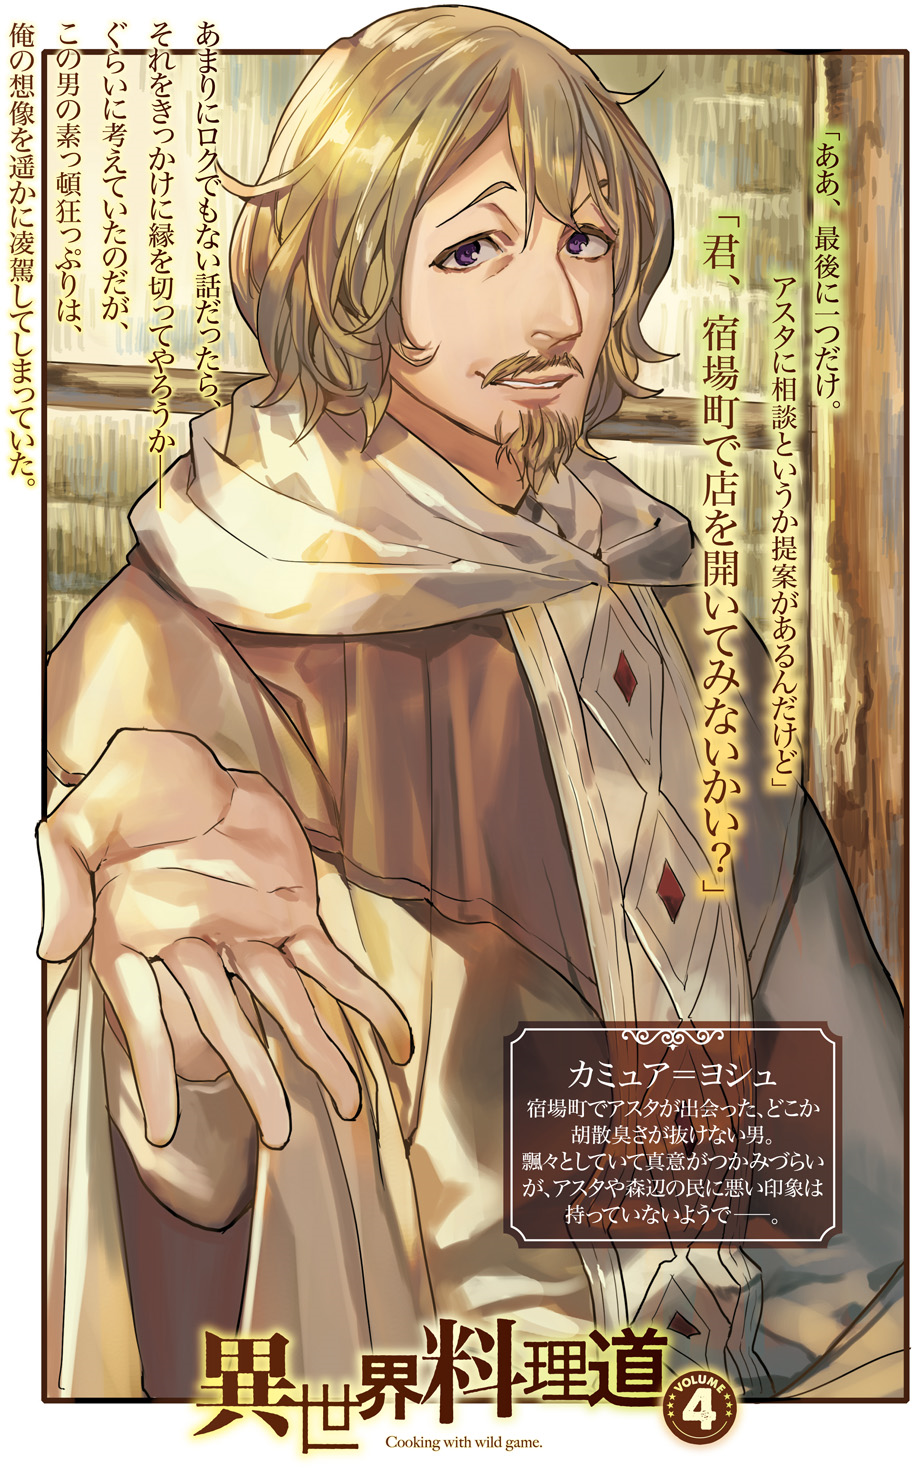 「ああ、最後に一つだけ。
アスタに相談というか提案があるんだけど」
「君、宿場町で店を開いてみないかい？」
あまりにロクでもない話だったら、
それをきっかけに縁を切ってやろうか――
ぐらいに考えていたのだが、
この男の素っ頓狂っぷりは、
俺の想像を遥かに凌駕してしまっていた。
カミュア＝ヨシュ
宿場町でアスタが出会った、どこか
胡散臭さが抜けない男。
飄々としていて真意がつかみづらい
が、アスタや森辺の民に悪い印象は
持っていないようで――。
異世界料理道
VOLUME
4
Cooking with wild game.